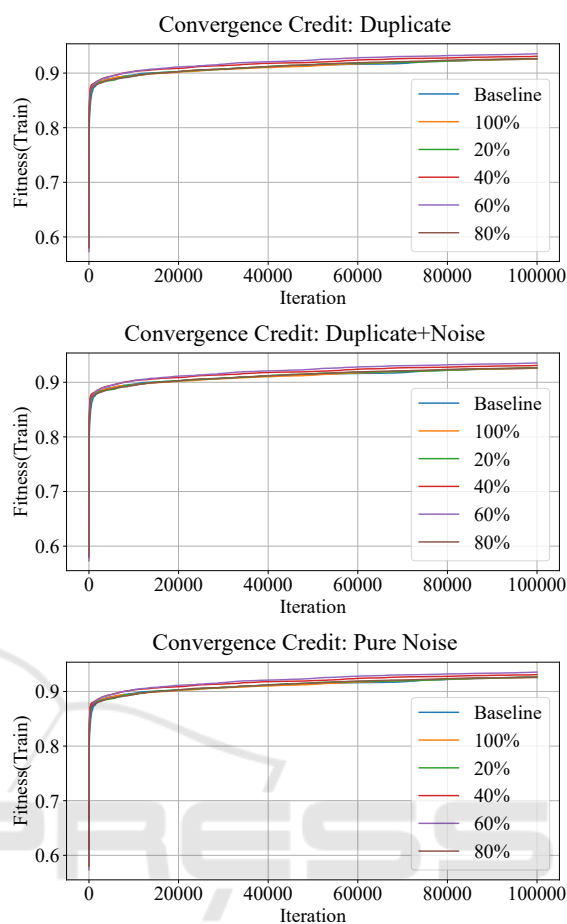 Convergence Credit: Duplicate
Fitness(Train)
0.9
0.8
0.7
0.6
Baseline
100%
20%
40%
60%
80%
0 20000 40000 60000 80000 100000
Iteration
Convergence Credit: Duplicate+Noise
Fitness(Train)
0.9
0.8
0.7
0.6
Baseline
100%
20%
40%
60%
80%
0 20000 40000 60000 80000 100000
Iteration
Convergence Credit: Pure Noise
Fitness(Train)
0.9
0.8
0.7
0.6
Baseline
100%
20%
40%
60%
80%
0 20000 40000 60000 80000 100000
Iteration